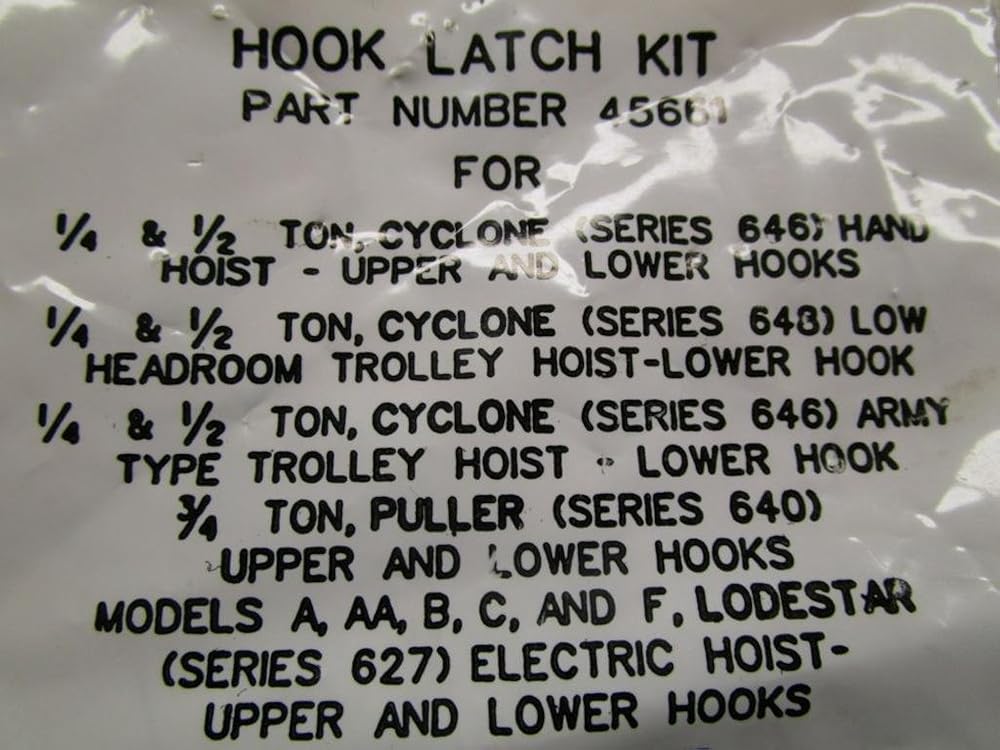 HOOK LATCH KIT
PART NUMBER 45661
FOR
1/4 & 1/2 TON, CYCLONE (SERIES 646) HAND
HOIST - UPPER AND LOWER HOOKS
1/4 & 1/2 TON, CYCLONE (SERIES 648) LOW
HEADROOM TROLLEY HOIST-LOWER HOOK
1/4 & 1/2 TON, CYCLONE (SERIES 646) ARMY
TYPE TROLLEY HOIST - LOWER HOOK
3/4 TON, PULLER (SERIES 640)
UPPER AND LOWER HOOKS
MODELS A, AA, B, C, AND F, LODESTAR
(SERIES 627) ELECTRIC HOIST-
UPPER AND LOWER HOOKS